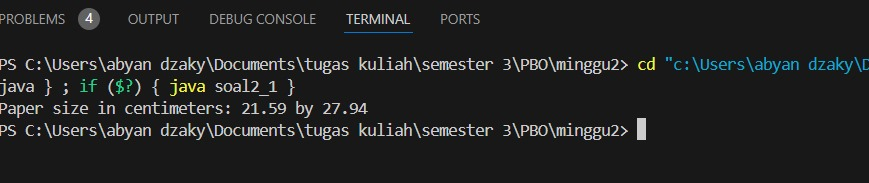 PROBLEMS 4 OUTPUT DEBUG CONSOLE TERMINAL PORTS
PS C:\Users\abyan dzaky\Documents\tugas kuliah\semester 3\PBO\minggu2> cd "c:\Users\abyan dzaky\D
java } ; if ($?) { java soal2_1 }
Paper size in centimeters: 21.59 by 27.94
PS C:\Users\abyan dzaky\Documents\tugas kuliah\semester 3\PBO\minggu2>